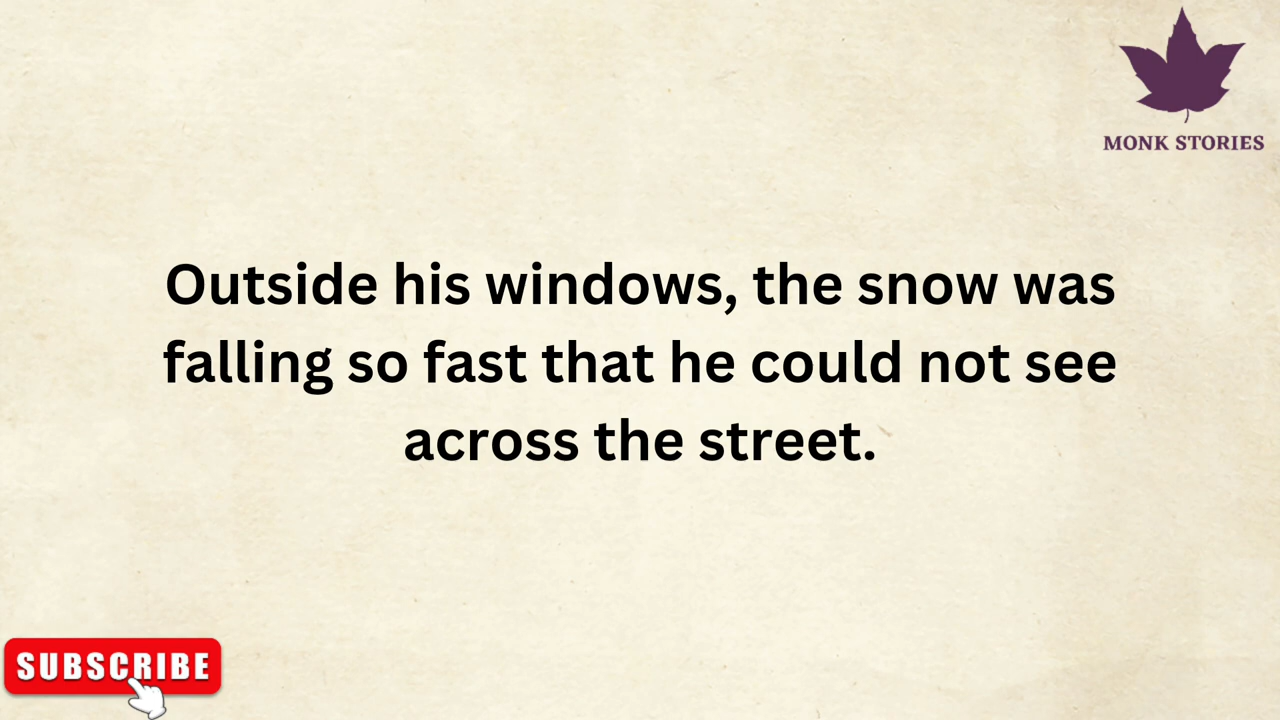 MONK STORIES
Outside his windows, the snow was
falling so fast that he could not see
across the street.
SUBSCRIBE